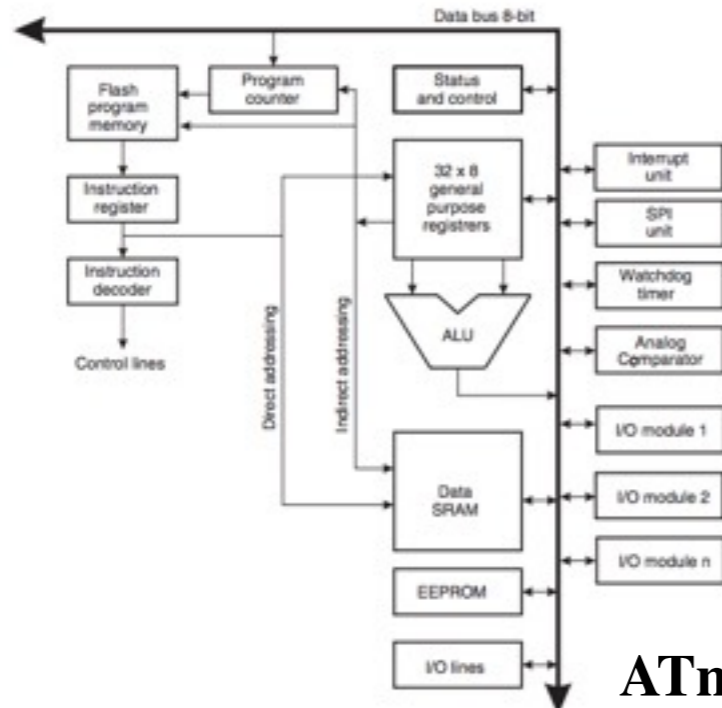 Data bus 8-bit
Flash
program
memory
Program
counter
Status
and control
Instruction
register
32 x 8
general
purpose
registrers
Interrupt
unit
SPI
unit
Instruction
decoder
Watchdog
timer
ALU
Analog
Comparator
Control lines
Direct addressing
Indirect addressing
I/O module 1
Data
SRAM
I/O module 2
I/O module n
EEPROM
I/O lines
ATm